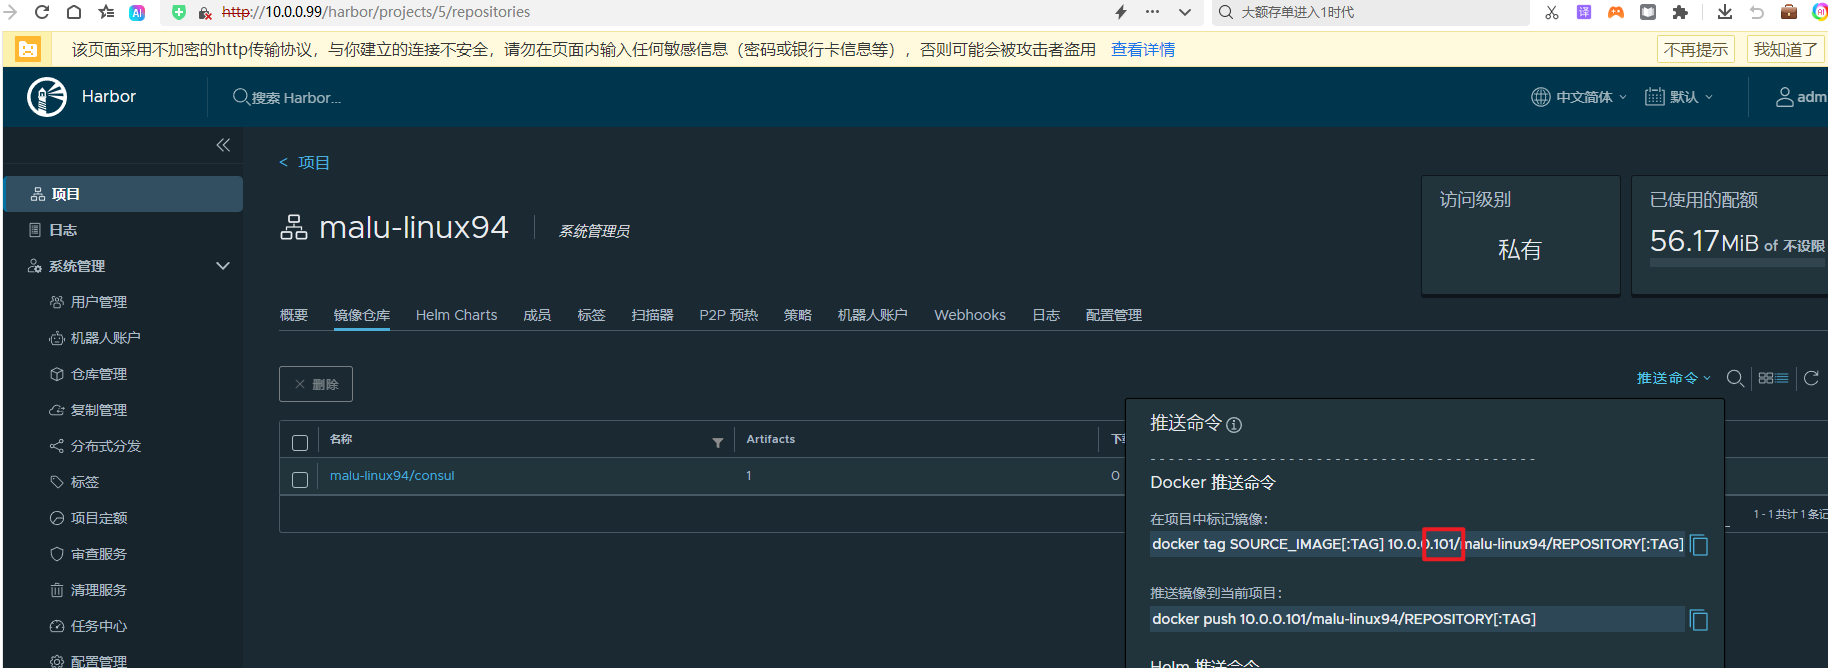 http://10.0.0.99/harbor/projects/5/repositories
大额存单进入1时代
该页面采用不加密的http传输协议，与你建立的连接不安全，请勿在页面内输入任何敏感信息（密码或银行卡信息等），否则可能会被攻击者盗用 查看详情
不再提示
我知道了
Harbor
搜索 Harbor...
中文简体
默认
adm
项目
日志
系统管理
用户管理
机器人账户
仓库管理
复制管理
分布式分发
标签
项目定额
审查服务
清理服务
任务中心
配置管理
< 项目
malu-linux94
系统管理员
访问级别
私有
已使用的配额
56.17MiB of 不设限
概要 镜像仓库 Helm Charts 成员 标签 扫描器 P2P 预热 策略 机器人账户 Webhooks 日志 配置管理
× 删除
推送命令
名称 Artifacts
malu-linux94/consul 1 0
1 - 1 共计 1 条记
推送命令
Docker 推送命令
在项目中标记镜像：
docker tag SOURCE_IMAGE[:TAG] 10.0.0.101/malu-linux94/REPOSITORY[:TAG]
推送镜像到当前项目：
docker push 10.0.0.101/malu-linux94/REPOSITORY[:TAG]
Helm 推送命令